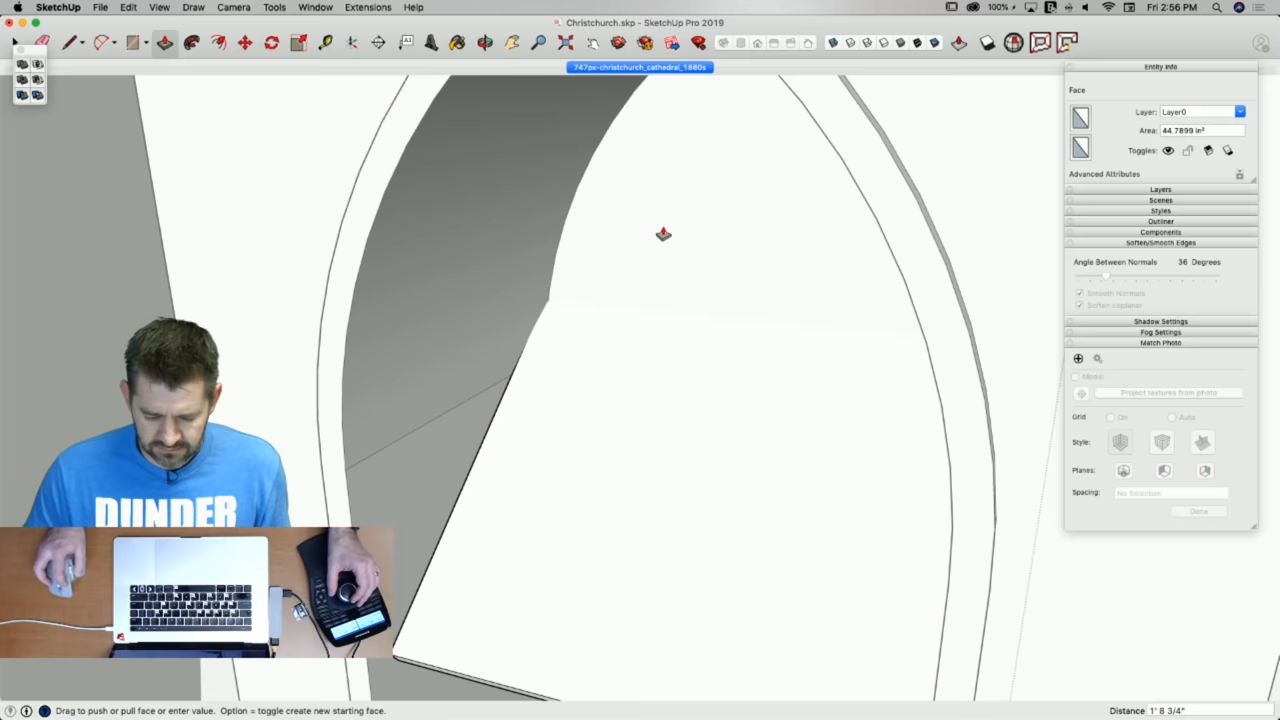 SketchUp File Edit View Draw Camera Tools Window Extensions Help
100% Fri 2:56 PM
Christchurch.skp - SketchUp Pro 2019
747px-christchurch_cathedral_1880s
Entity Info
Face
Layer: Layer0
Area: 44.7899 in²
Toggles:
Advanced Attributes
Layers
Scenes
Styles
Outliner
Components
Soften/Smooth Edges
Angle Between Normals 36 Degrees
Smooth Normals
Soften coplanar
Shadow Settings
Fog Settings
Match Photo
Model
Project textures from photo
Grid On Auto
Style:
Planes:
Spacing: No Selection
Done
DUNDER
Drag to push or pull face or enter value. Option = toggle create new starting face.
Distance 1' 8 3/4"